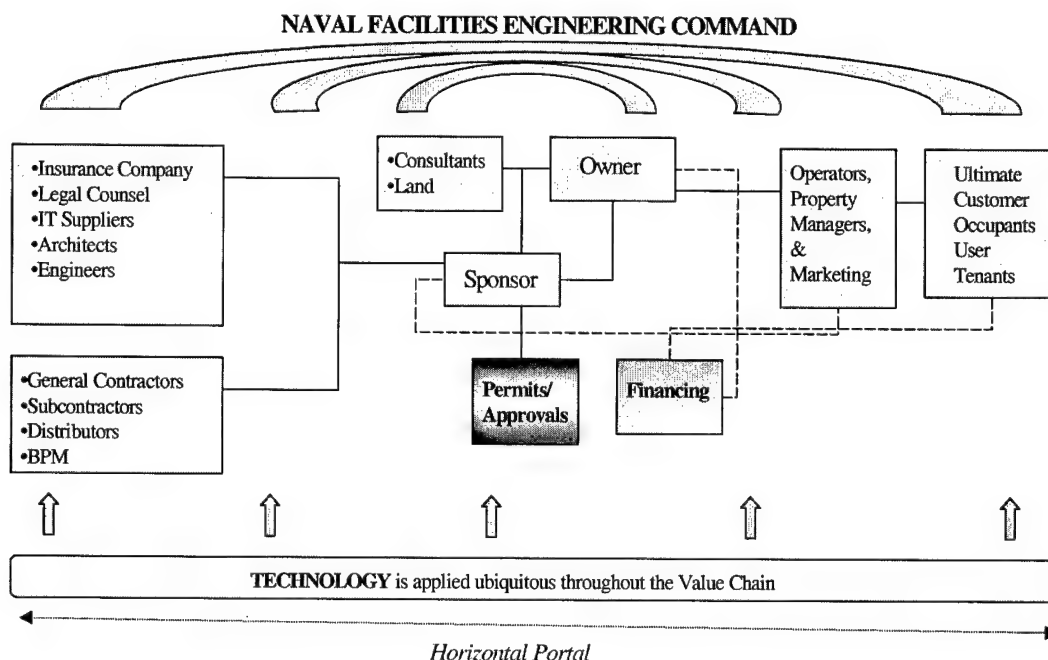 NAVAL FACILITIES ENGINEERING COMMAND
•Insurance Company
•Legal Counsel
•IT Suppliers
•Architects
•Engineers
•Consultants
•Land
Owner
Operators,
Property
Managers,
&
Marketing
Ultimate
Customer
Occupants
User
Tenants
Sponsor
•General Contractors
•Subcontractors
•Distributors
•BPM
Permits/
Approvals
Financing
TECHNOLOGY is applied ubiquitous throughout the Value Chain
Horizontal Portal